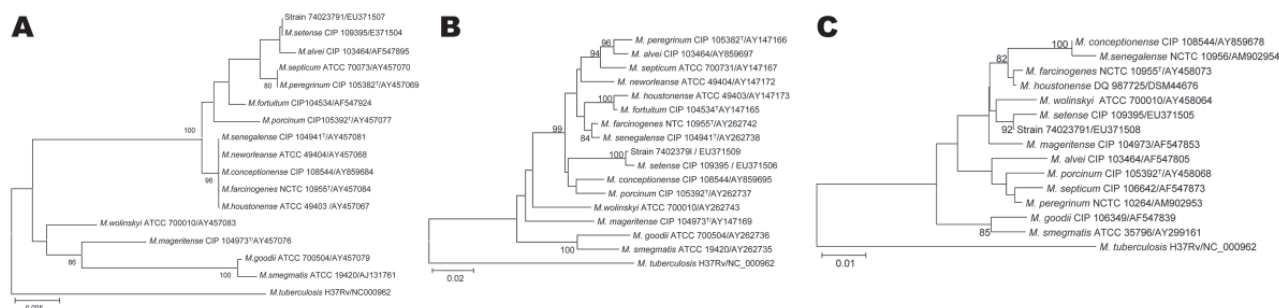 A
Strain 74023791/EU371507
M.setense CIP 109395/E371504
M.alvei CIP 103464/AF547895
M.septicum ATCC 70073/AY457070
80
M.peregrinum CIP105382ᵀ/AY457069
M.fortuitum CIP104534/AF547924
M.porcinum CIP105392ᵀ/AY457077
100
M.senegalense CIP 104941ᵀ/AY457081
M.neworleanse ATCC 49404/AY457068
M.conceptionense CIP 108544/AY859684
96
M.farcinogenes NCTC 10955ᵀ/AY457084
M.houstonense ATCC 49403 /AY457067
M.wolinskyi ATCC 700010/AY457083
M.mageritense CIP 104973ᵀ/AY457076
86
M.goodii ATCC 700504/AY457079
100
M.smegmatis ATCC 19420/AJ131761
M.tuberculosis H37Rv/NC000962
0.005
B
96
M. peregrinum CIP 105382ᵀ/AY147166
94
M. alvei CIP 103464/AY859697
M. septicum ATCC 700731/AY147167
M. neworleanse ATCC 49404/AY147172
M. houstonense ATCC 49403/AY147173
100
M. fortuitum CIP 104534ᵀ/AY147165
99
M. farcinogenes NTC 10955ᵀ/AY262742
84
M. senegalense CIP 104941ᵀ/AY262738
Strain 74023791 / EU371509
100
M. setense CIP 109395 / EU371506
M. conceptionense CIP 108544/AY859695
M. porcinum CIP 105392ᵀ/AY262737
M.wolinskyi ATCC 700010/AY262743
M. mageritense CIP 104973ᵀ/AY147169
M. goodii ATCC 700504/AY262736
100
M. smegmatis ATCC 19420/AY262735
M. tuberculosis H37Rv/NC_000962
0.02
C
100
M. conceptionense CIP 108544/AY859678
82
M.senegalense NCTC 10956/AM902954
M. farcinogenes NCTC 10955ᵀ/AY458073
M. houstonense DQ 987725/DSM44676
M. wolinskyi ATCC 700010/AY458064
M. setense CIP 109395/EU371505
92
Strain 74023791/EU371508
M. mageritense CIP 104973/AF547853
M. alvei CIP 103464/AF547805
M. porcinum CIP 105392ᵀ/AY458068
M. septicum CIP 106642/AF547873
M. peregrinum NCTC 10264/AM902953
M. goodii CIP 106349/AF547839
85
M. smegmatis ATCC 35796/AY299161
M. tuberculosis H37Rv/NC_000962
0.01